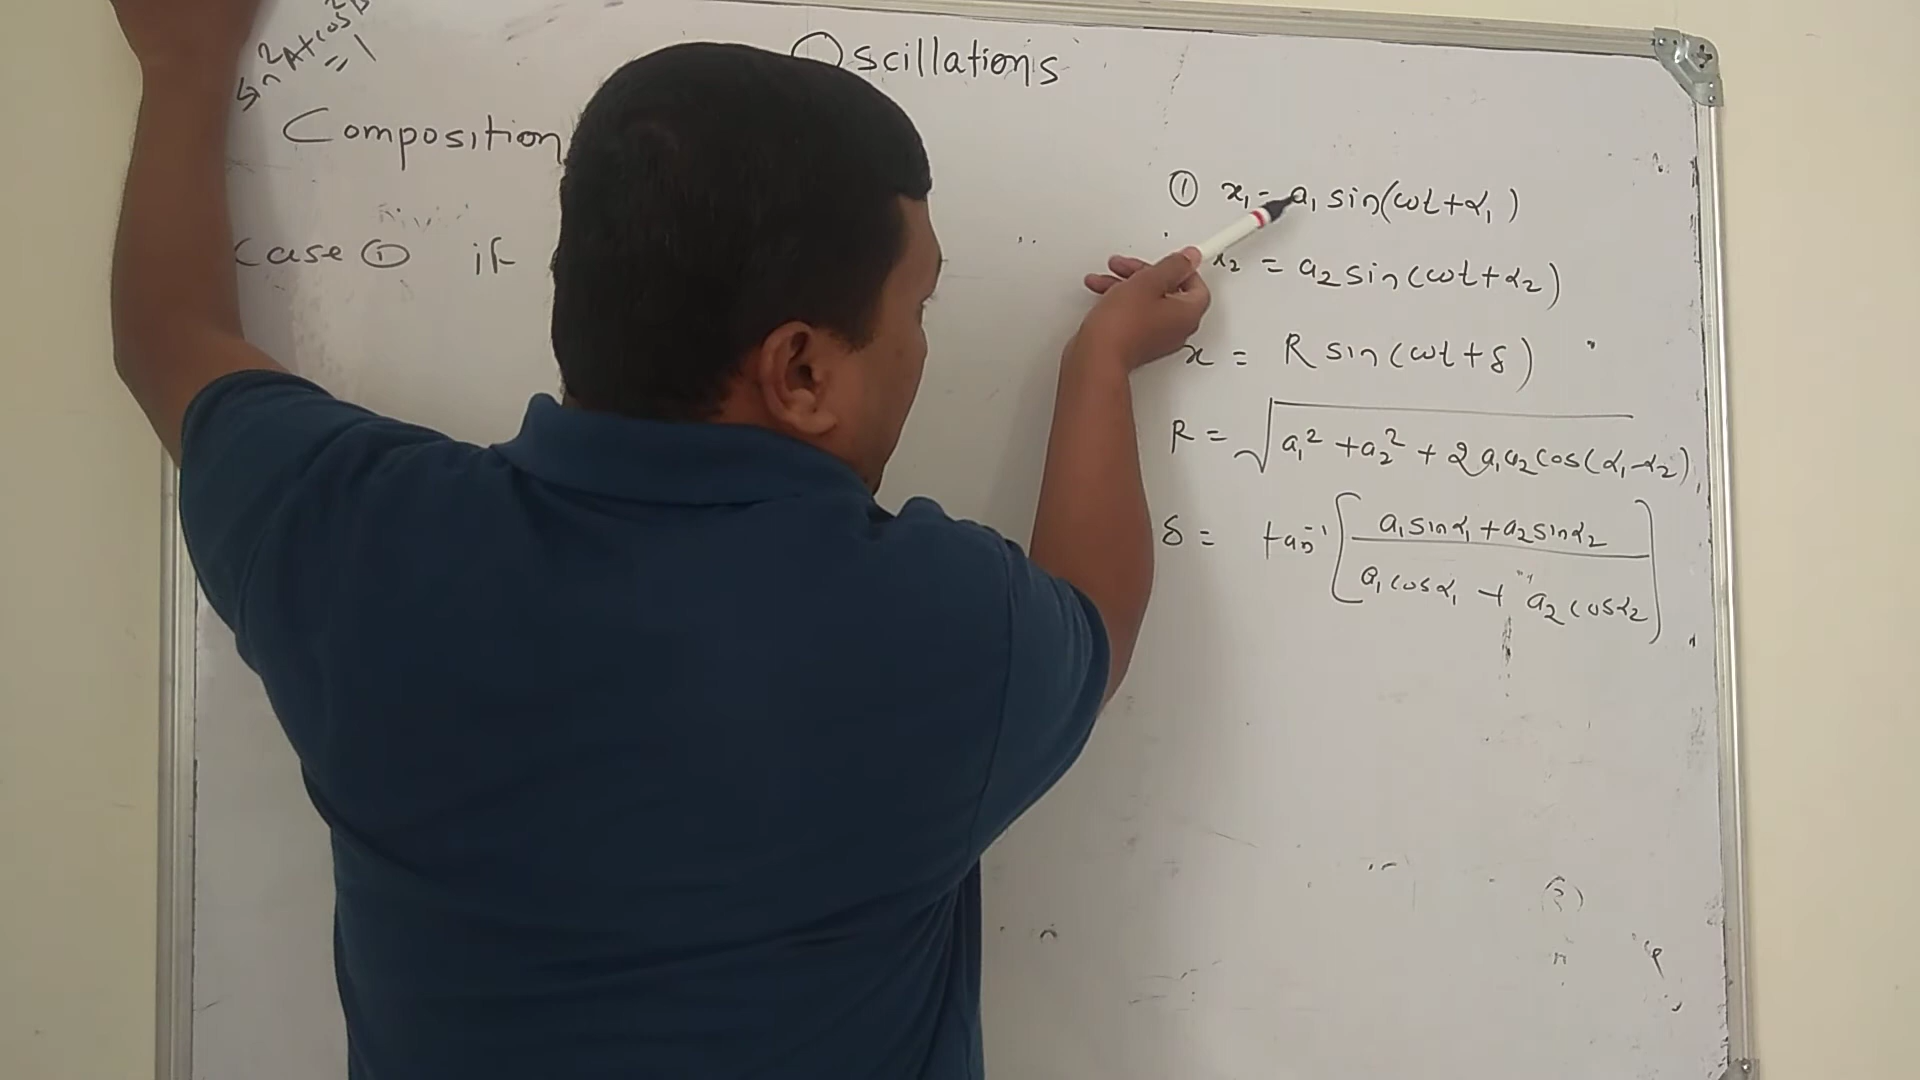 Oscillations
sin²A+cos²
= 1
Composition
① x₁ = a₁ sin(ωt+α₁)
Case ① if
x₂ = a₂ sin(ωt+α₂)
x = R sin(ωt+δ)
R = √(a₁² + a₂² + 2a₁a₂cos(α₁-α₂))
δ = tan⁻¹[(a₁sinα₁ + a₂sinα₂)/(a₁cosα₁ + a₂cosα₂)]